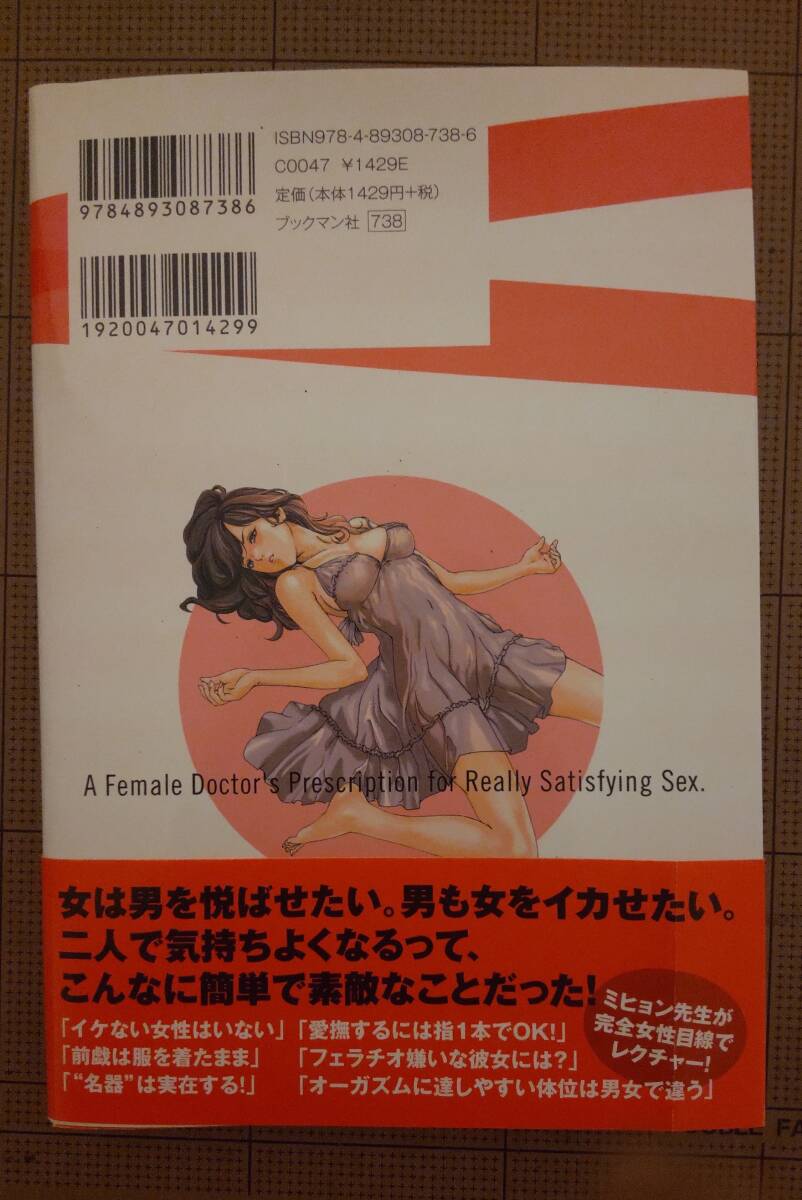 ISBN978-4-89308-738-6
C0047 ¥1429E
定価(本体1429円+税)
ブックマン社 738
9784893087386
1920047014299
A Female Doctor's Prescription for Really Satisfying Sex.
女は男を悦ばせたい。男も女をイカせたい。
二人で気持ちよくなるって、
こんなに簡単で素敵なことだった!
ミヒョン先生が
完全女性目線で
レクチャー!
「イケない女性はいない」「愛撫するには指1本でOK!」
「前戯は服を着たまま」「フェラチオ嫌いな彼女には?」
「“名器”は実在する!」「オーガズムに達しやすい体位は男女で違う」